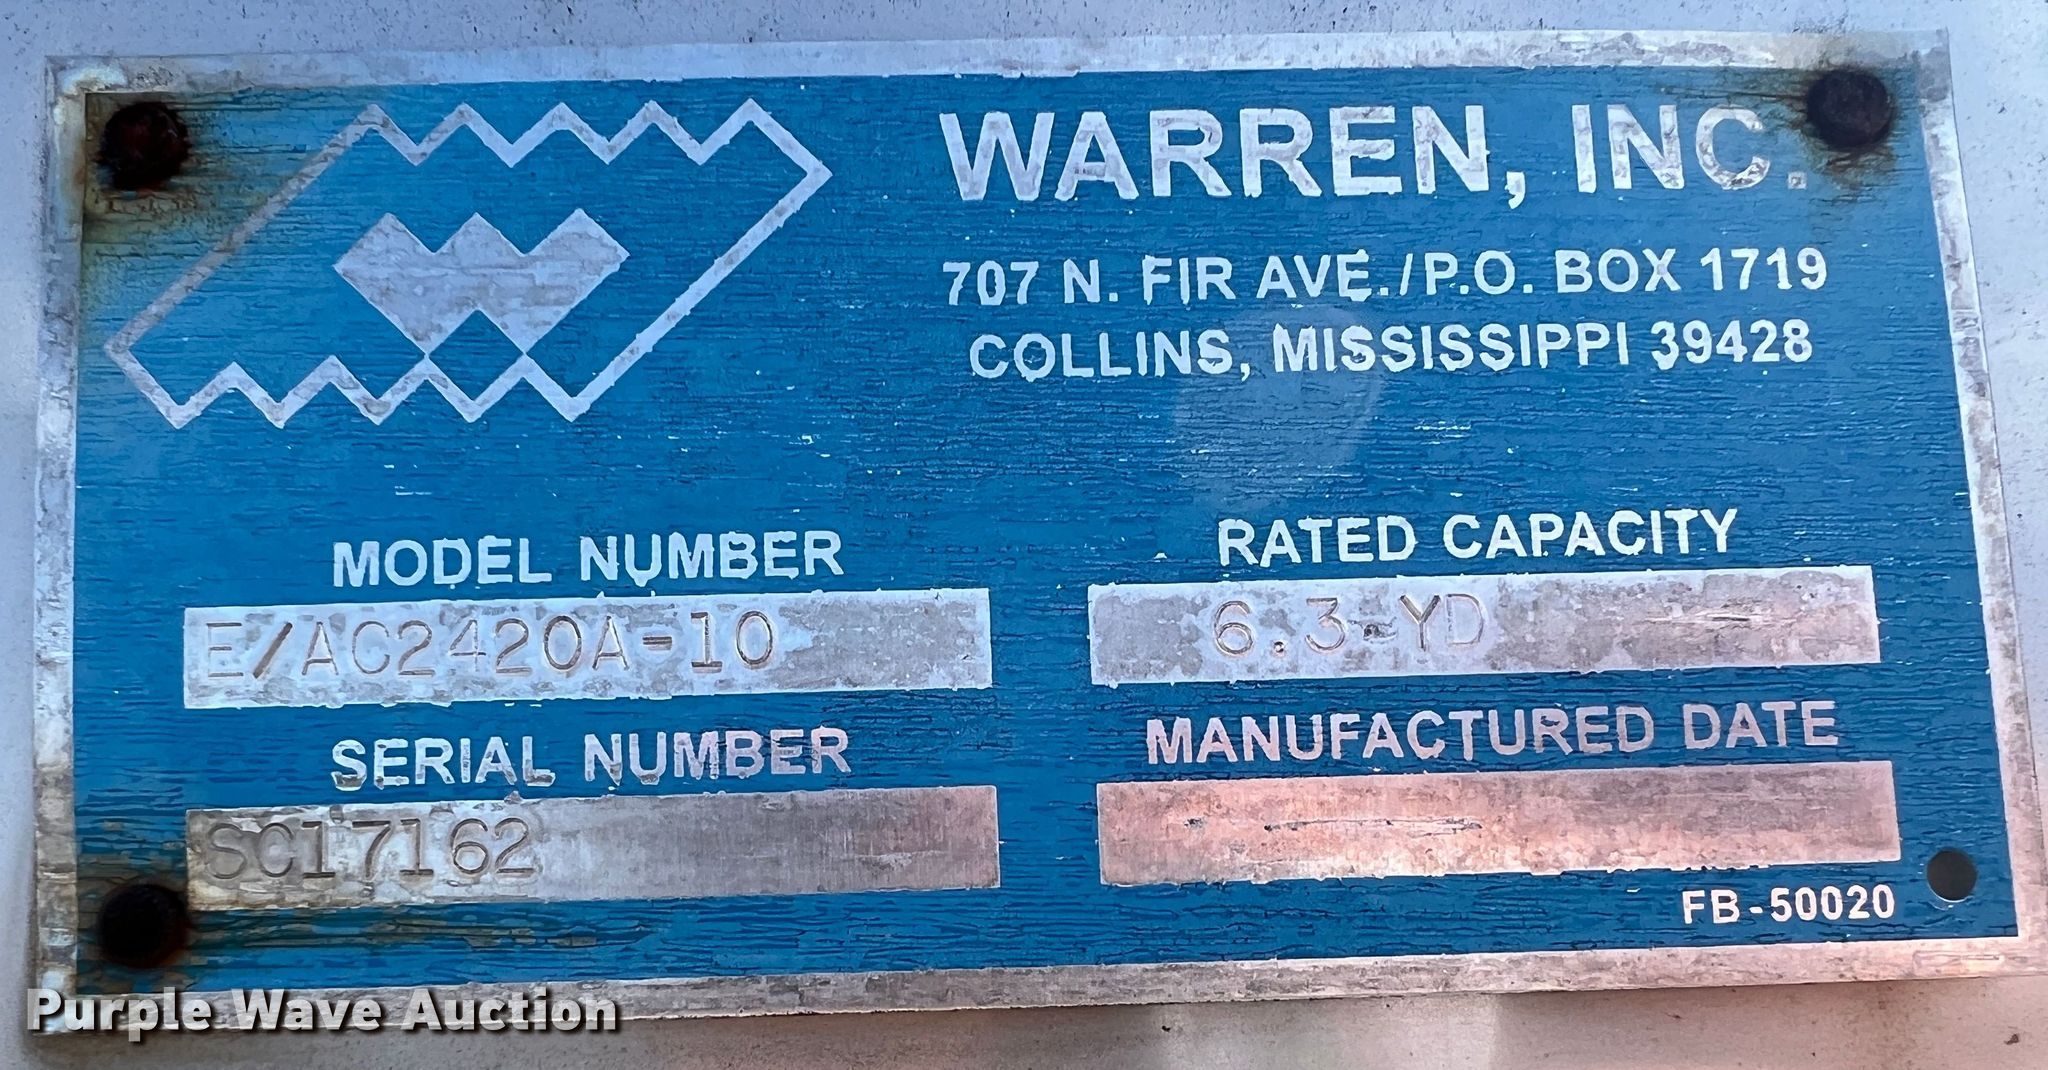 WARREN, INC.
707 N. FIR AVE./P.O. BOX 1719
COLLINS, MISSISSIPPI 39428
MODEL NUMBER
E/AC2420A-10
RATED CAPACITY
6.3-YD
SERIAL NUMBER
SC17162
MANUFACTURED DATE
FB-50020
Purple Wave Auction